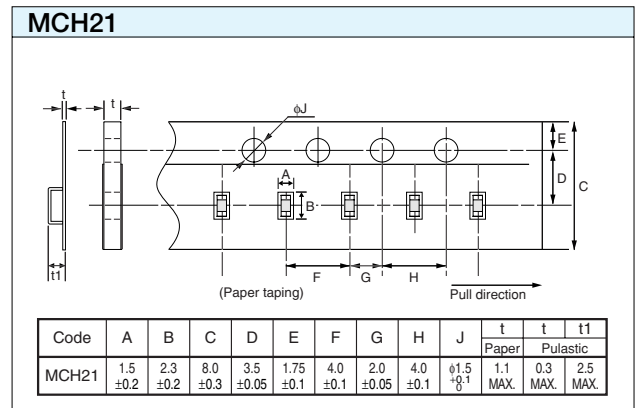 MCH21
t
t
φJ
E
A
D
C
B
F
G
H
t1
(Paper taping)
Pull direction
Code A B C D E F G H J t t t1
Paper Pulastic
MCH21 1.5 ±0.2 2.3 ±0.2 8.0 ±0.3 3.5 ±0.05 1.75 ±0.1 4.0 ±0.1 2.0 ±0.05 4.0 ±0.1 φ1.5 +0.1 0 1.1 MAX. 0.3 MAX. 2.5 MAX.